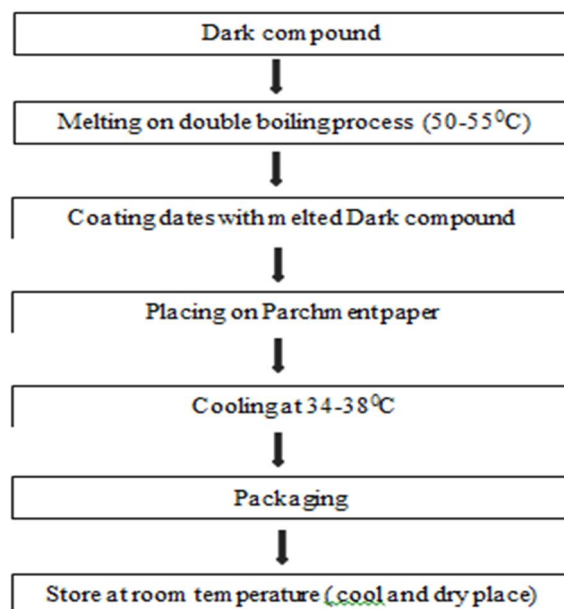 Dark compound
Melting on double boiling process (50-55⁰C)
Coating dates with melted Dark compound
Placing on Parchment paper
Cooling at 34-38⁰C
Packaging
Store at room temperature ( cool and dry place)